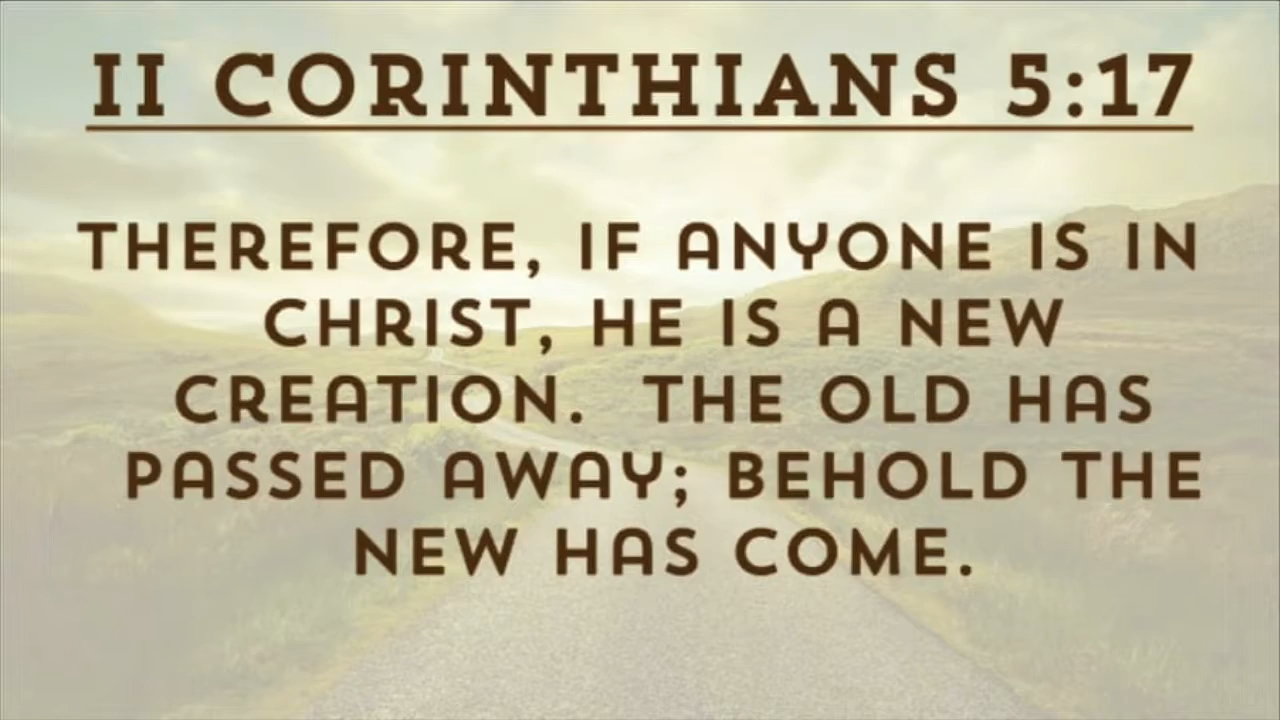 II CORINTHIANS 5:17
THEREFORE, IF ANYONE IS IN
CHRIST, HE IS A NEW
CREATION. THE OLD HAS
PASSED AWAY; BEHOLD THE
NEW HAS COME.